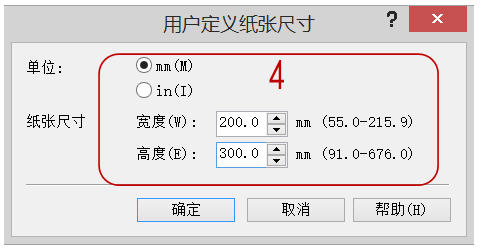 用户定义纸张尺寸 ? X
单位: mm(M) 4
in(I)
纸张尺寸 宽度(W): 200.0 mm (55.0-215.9)
高度(E): 300.0 mm (91.0-676.0)
确定 取消 帮助(H)